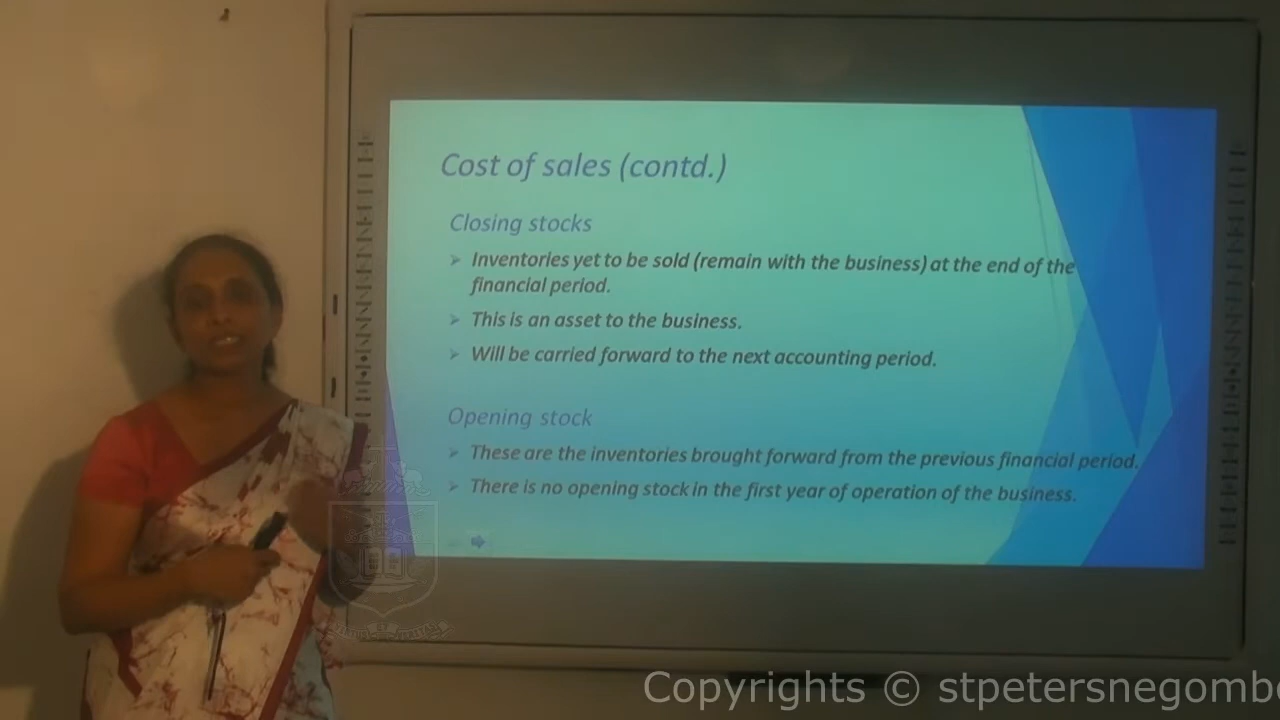 Cost of sales (contd.)
Closing stocks
Inventories yet to be sold (remain with the business) at the end of the
financial period.
This is an asset to the business.
Will be carried forward to the next accounting period.
Opening stock
These are the inventories brought forward from the previous financial period.
There is no opening stock in the first year of operation of the business.
Copyrights © stpetersnegombo